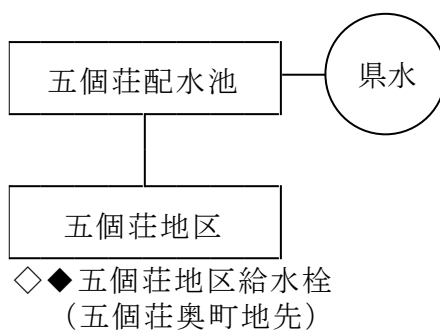 五個荘配水池
県水
五個荘地区
◇◆五個荘地区給水栓
（五個荘奥町地先）